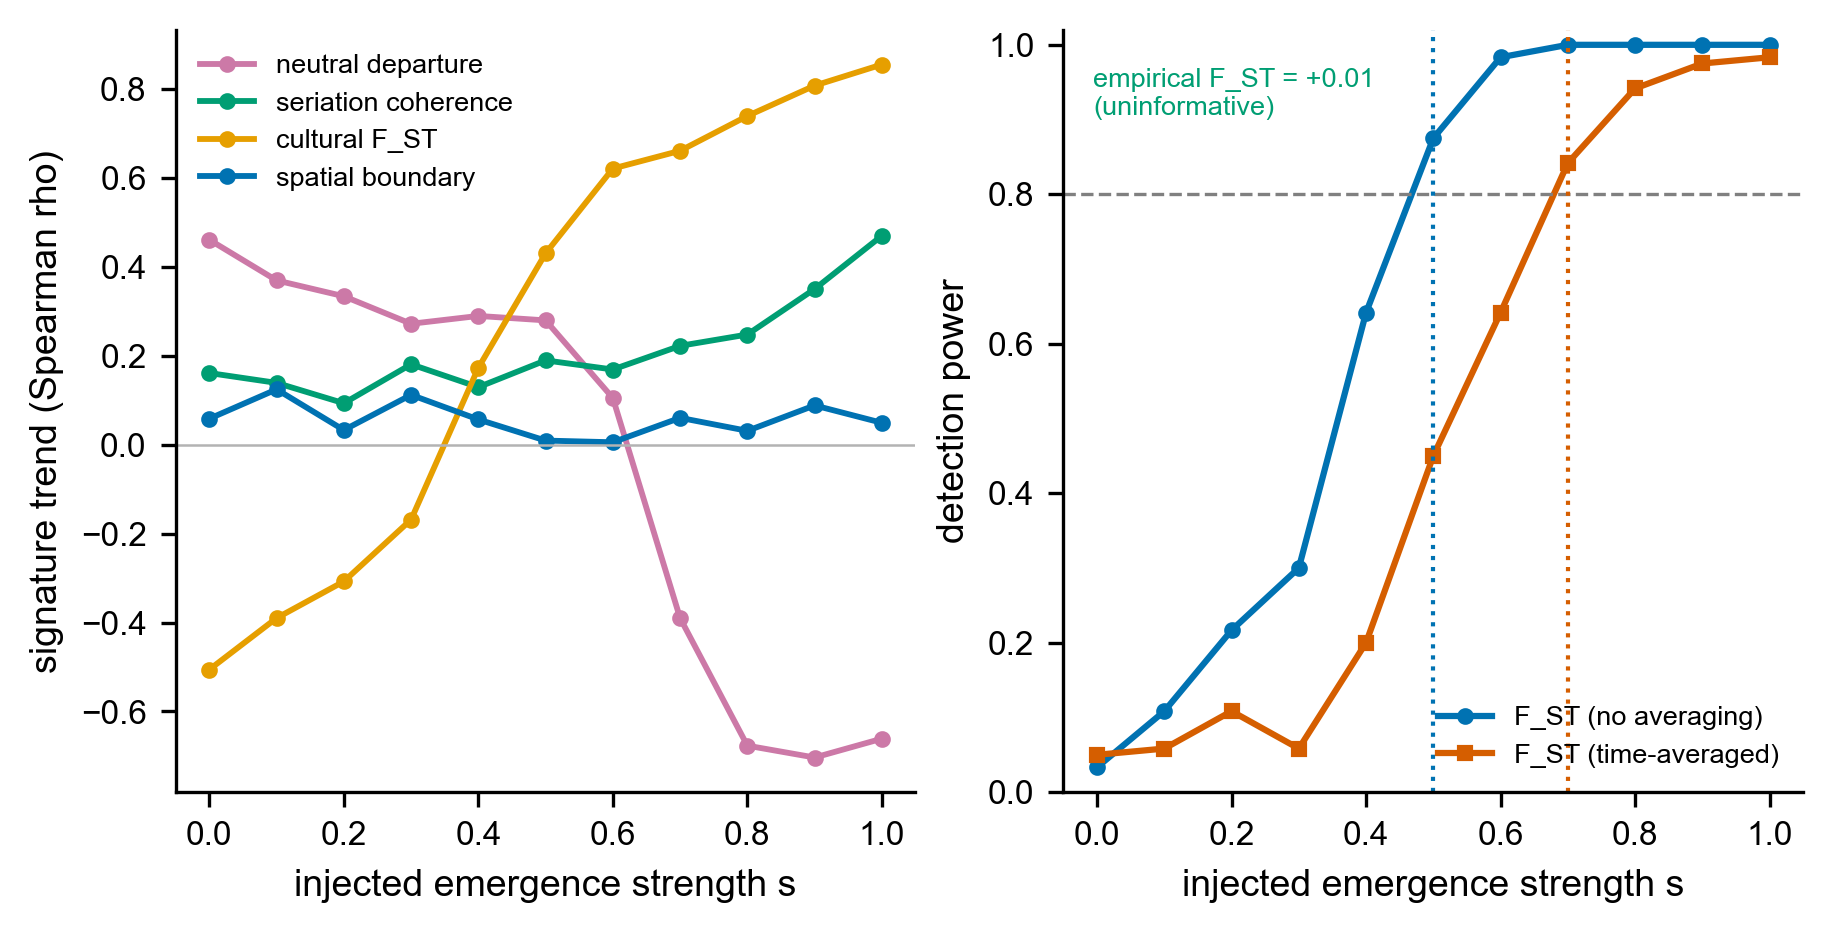 signature trend (Spearman rho)
0.8
0.6
0.4
0.2
0.0
−0.2
−0.4
−0.6
neutral departure
seriation coherence
cultural F_ST
spatial boundary
0.0 0.2 0.4 0.6 0.8 1.0
injected emergence strength s
detection power
1.0
0.8
0.6
0.4
0.2
0.0
empirical F_ST = +0.01
(uninformative)
F_ST (no averaging)
F_ST (time-averaged)
0.0 0.2 0.4 0.6 0.8 1.0
injected emergence strength s